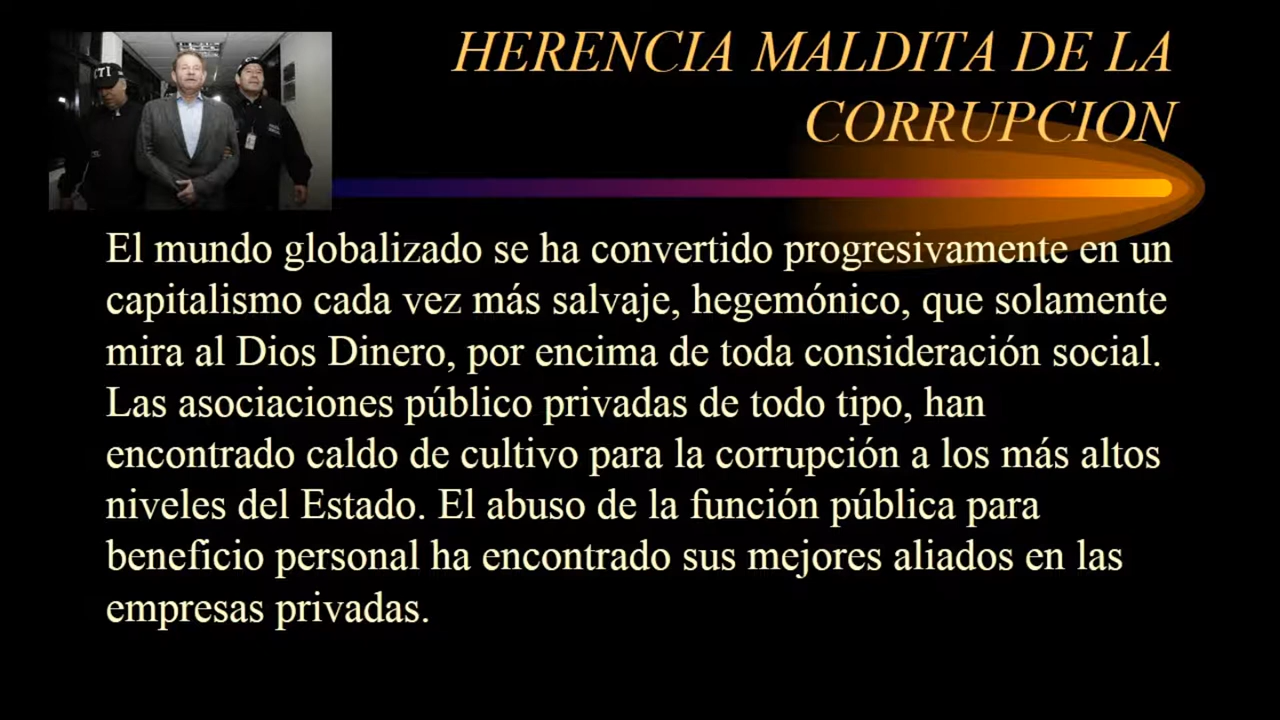 HERENCIA MALDITA DE LA
CORRUPCION
CTI
El mundo globalizado se ha convertido progresivamente en un
capitalismo cada vez más salvaje, hegemónico, que solamente
mira al Dios Dinero, por encima de toda consideración social.
Las asociaciones público privadas de todo tipo, han
encontrado caldo de cultivo para la corrupción a los más altos
niveles del Estado. El abuso de la función pública para
beneficio personal ha encontrado sus mejores aliados en las
empresas privadas.